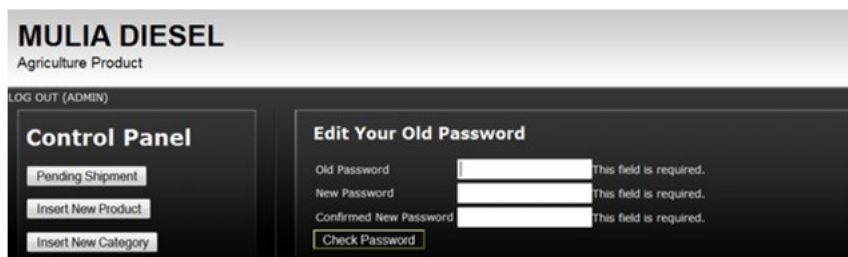 MULIA DIESEL
Agriculture Product
LOG OUT (ADMIN)
Control Panel
Pending Shipment
Insert New Product
Insert New Category
Edit Your Old Password
Old Password This field is required.
New Password This field is required.
Confirmed New Password This field is required.
Check Password